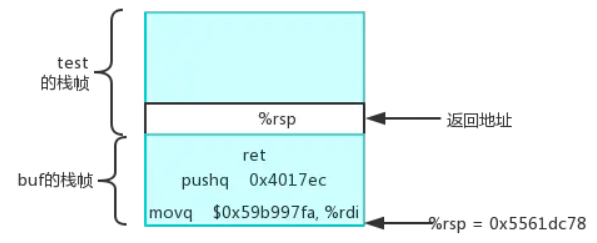 test
的栈帧
%rsp
返回地址
ret
buf的栈帧
pushq 0x4017ec
movq $0x59b997fa, %rdi
%rsp = 0x5561dc78